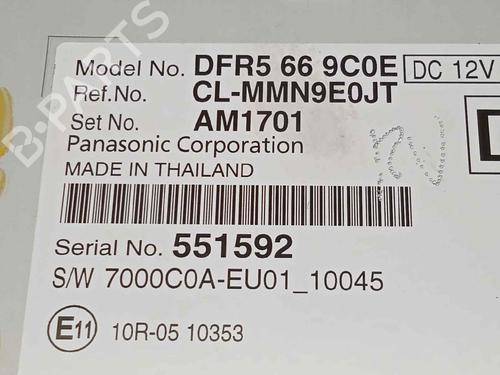 Model No. DFR5 66 9C0E DC 12V
Ref.No. CL-MMN9E0JT
Set No. AM1701
Panasonic Corporation
MADE IN THAILAND
Serial No. 551592
S/W 7000C0A-EU01_10045
E11 10R-05 10353
B-PARTS